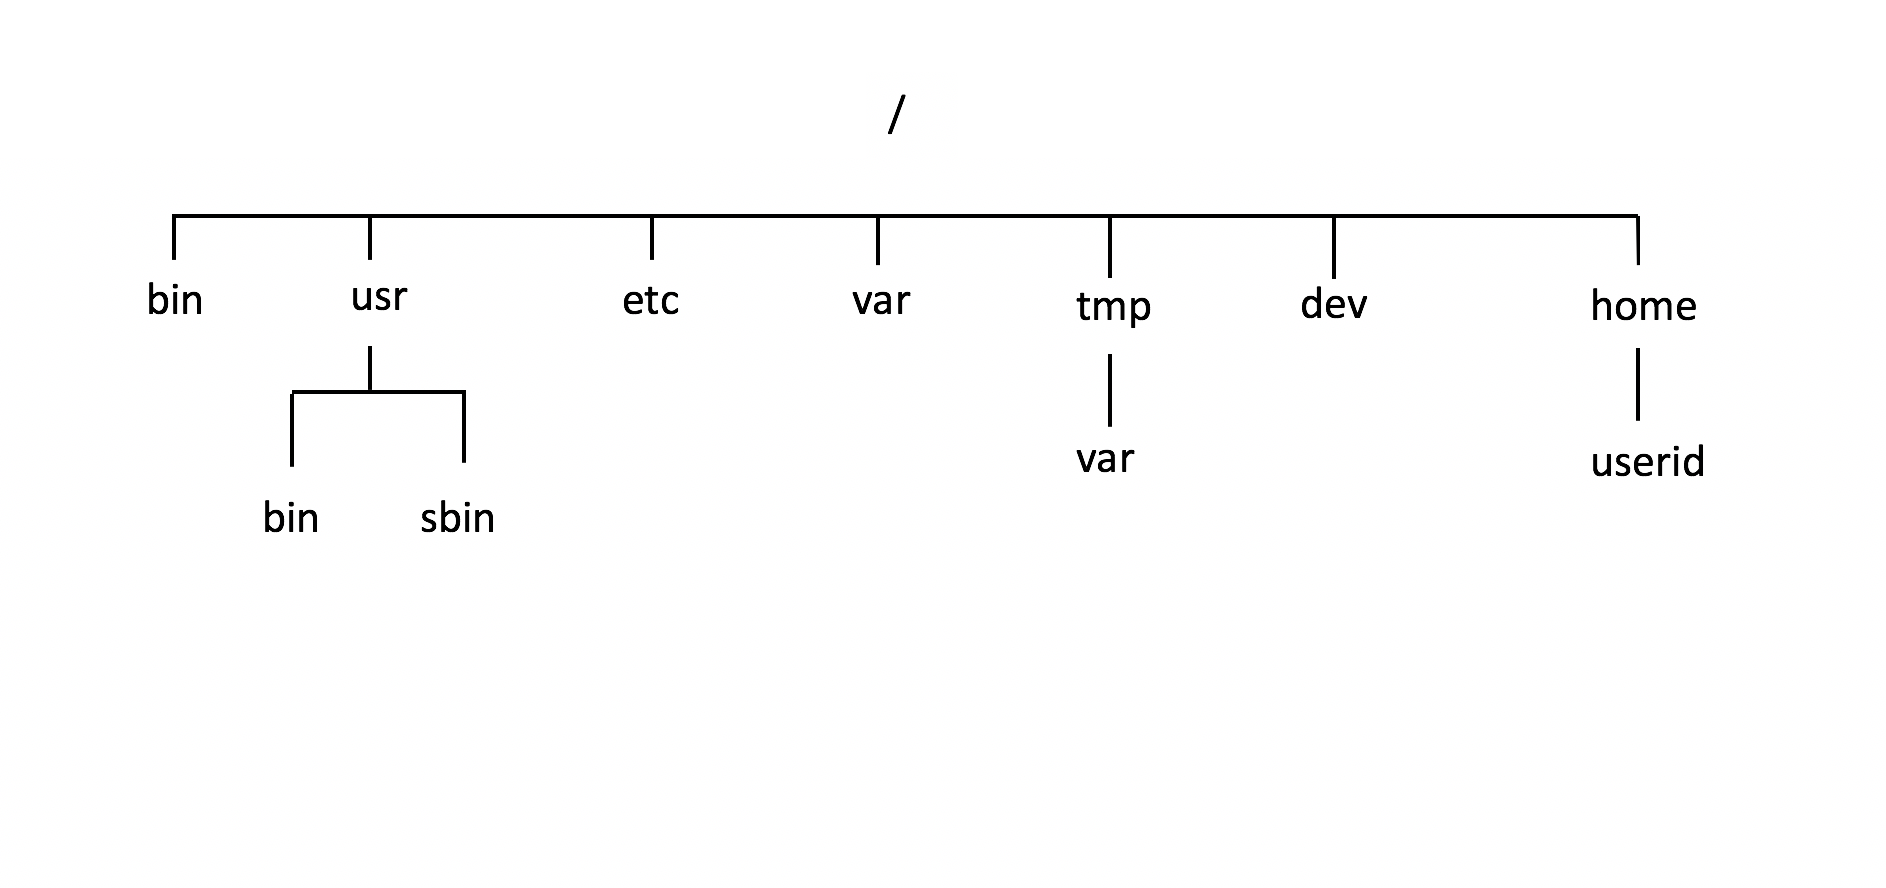 /
bin usr etc var tmp dev home
var userid
bin sbin